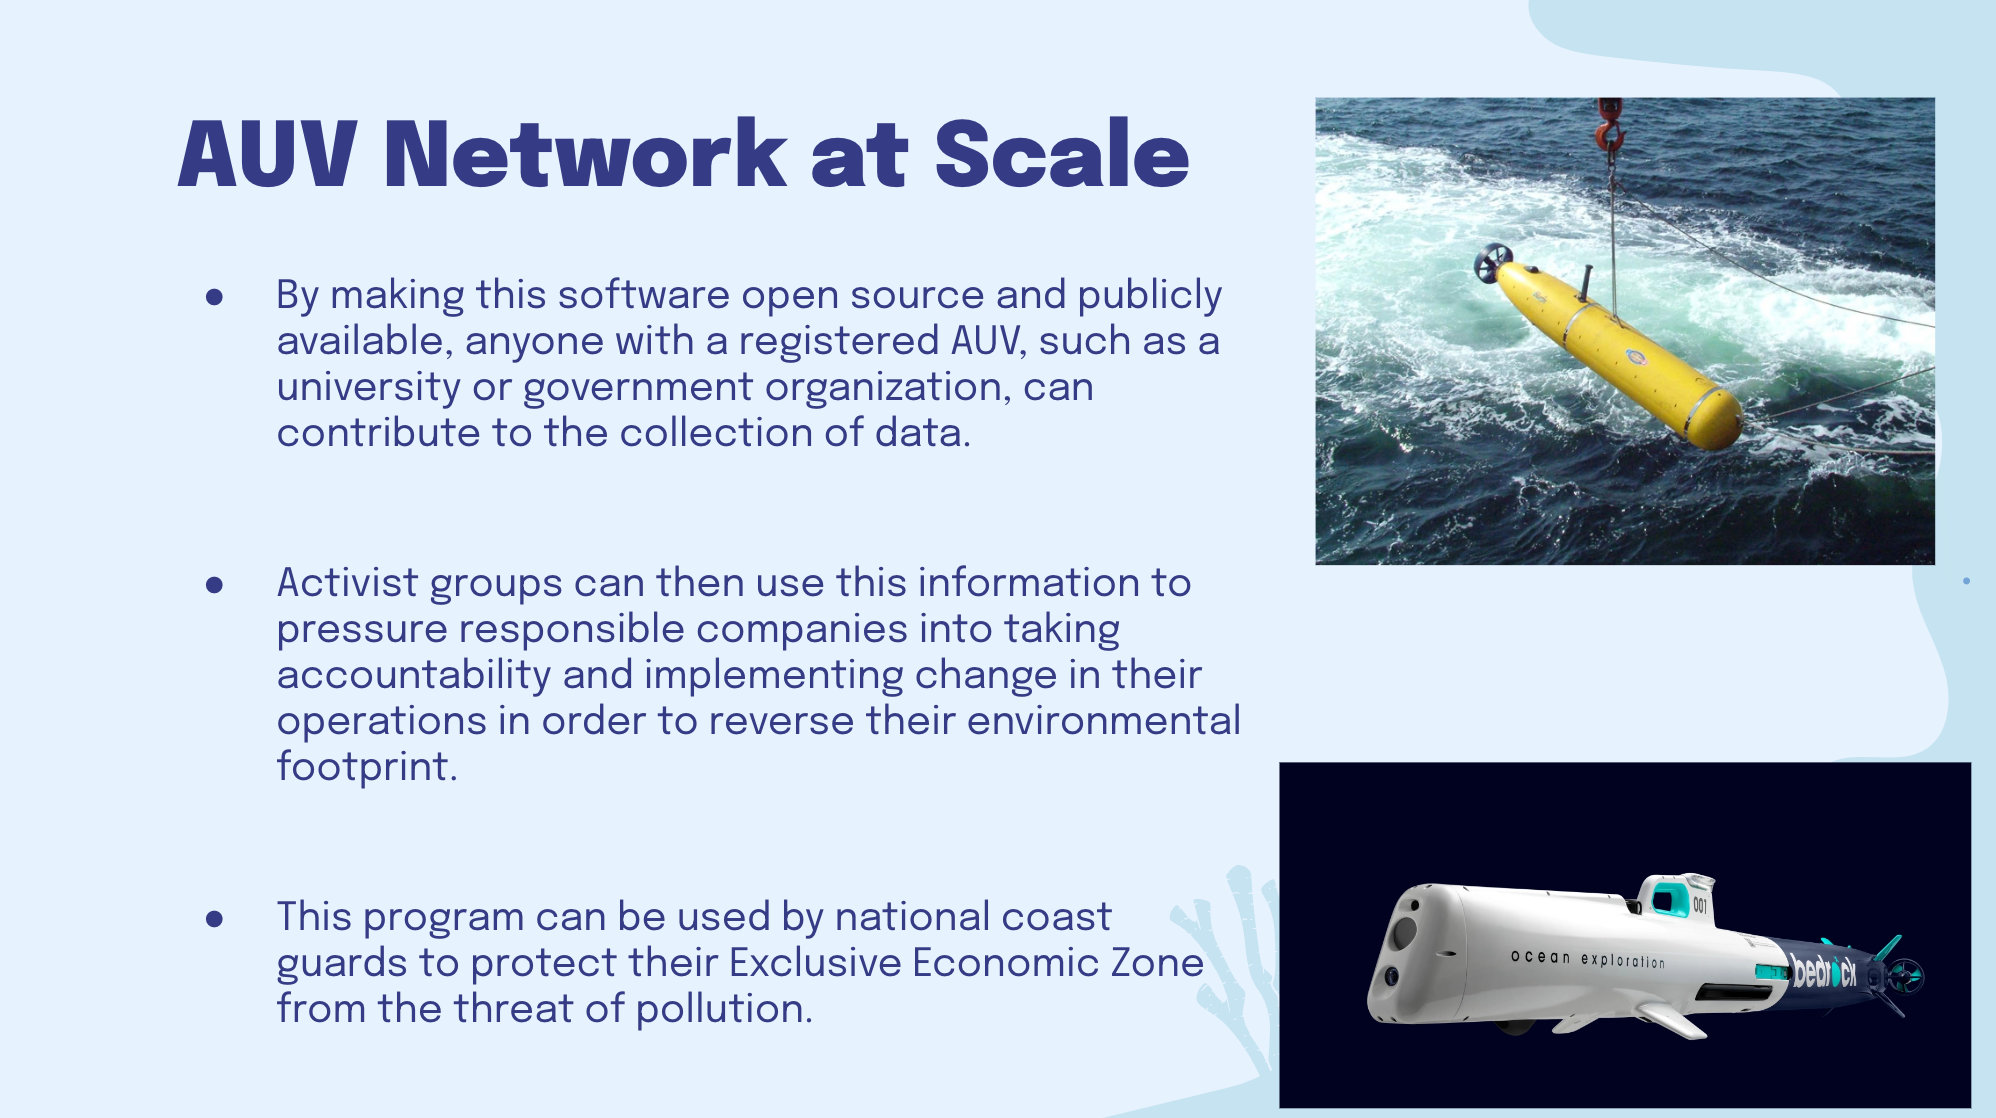 AUV Network at Scale
● By making this software open source and publicly
available, anyone with a registered AUV, such as a
university or government organization, can
contribute to the collection of data.
● Activist groups can then use this information to
pressure responsible companies into taking
accountability and implementing change in their
operations in order to reverse their environmental
footprint.
● This program can be used by national coast
guards to protect their Exclusive Economic Zone
from the threat of pollution.
001
ocean exploration
bedrock